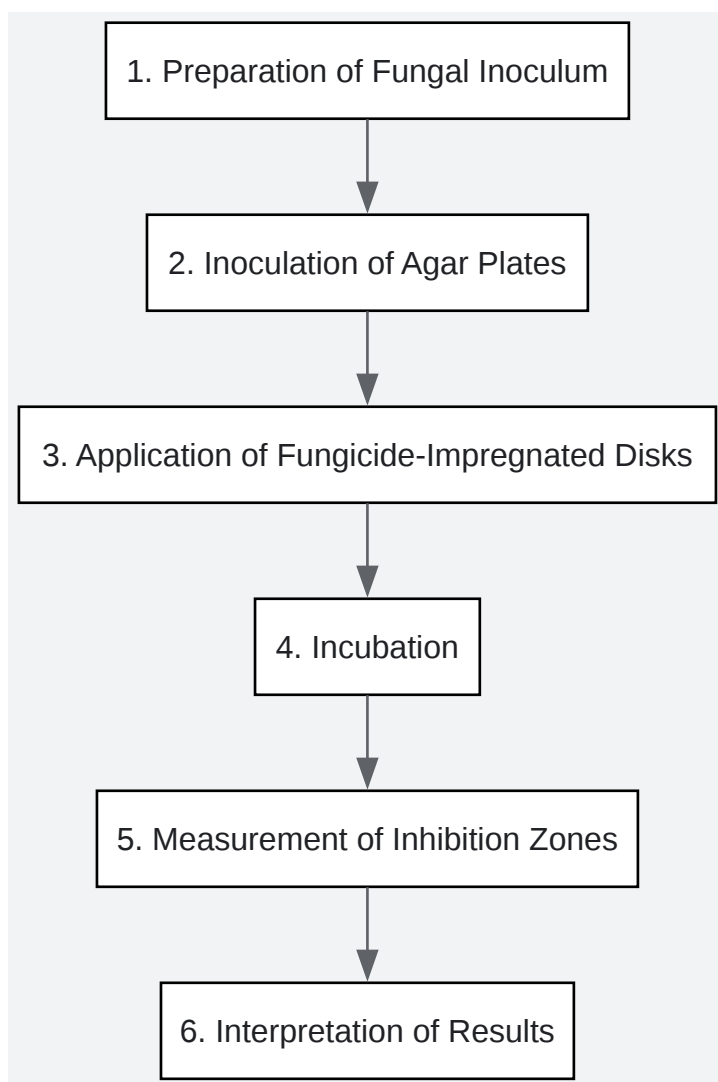 1. Preparation of Fungal Inoculum
2. Inoculation of Agar Plates
3. Application of Fungicide-Impregnated Disks
4. Incubation
5. Measurement of Inhibition Zones
6. Interpretation of Results